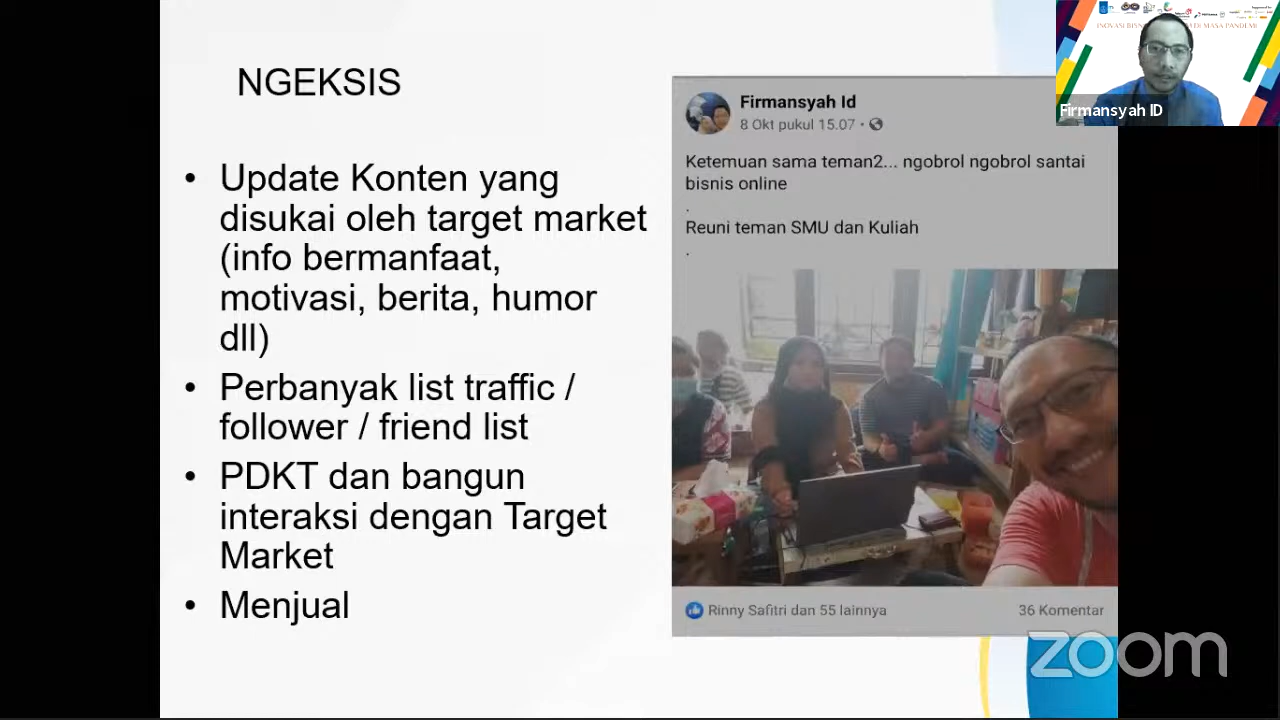 NGEKSIS
• Update Konten yang
disukai oleh target market
(info bermanfaat,
motivasi, berita, humor
dll)
• Perbanyak list traffic /
follower / friend list
• PDKT dan bangun
interaksi dengan Target
Market
• Menjual
Firmansyah Id
8 Okt pukul 15.07 •
Ketemuan sama teman2... ngobrol ngobrol santai
bisnis online
.
Reuni teman SMU dan Kuliah
.
Rinny Safitri dan 55 lainnya
36 Komentar
Firmansyah ID
zoom